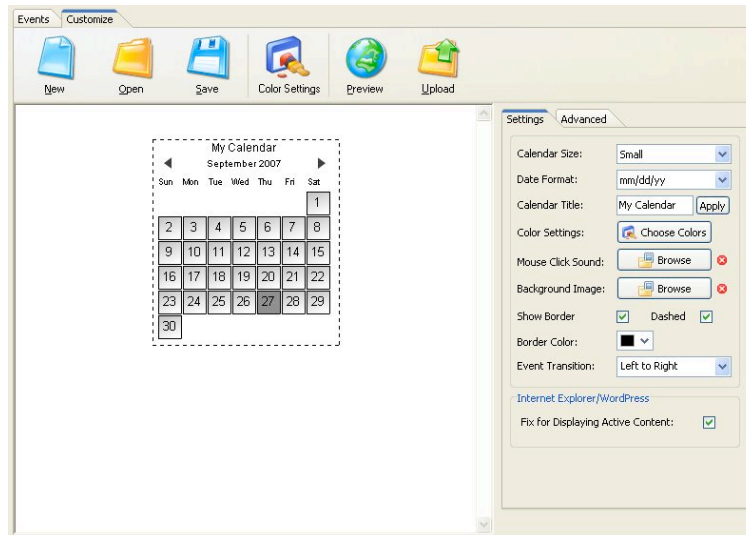 Events Customize
New Open Save Color Settings Preview Upload
My Calendar
September 2007
Sun Mon Tue Wed Thu Fri Sat
1
2 3 4 5 6 7 8
9 10 11 12 13 14 15
16 17 18 19 20 21 22
23 24 25 26 27 28 29
30
Settings Advanced
Calendar Size: Small
Date Format: mm/dd/yy
Calendar Title: My Calendar Apply
Color Settings: Choose Colors
Mouse Click Sound: Browse
Background Image: Browse
Show Border Dashed
Border Color:
Event Transition: Left to Right
Internet Explorer/WordPress
Fix for Displaying Active Content: